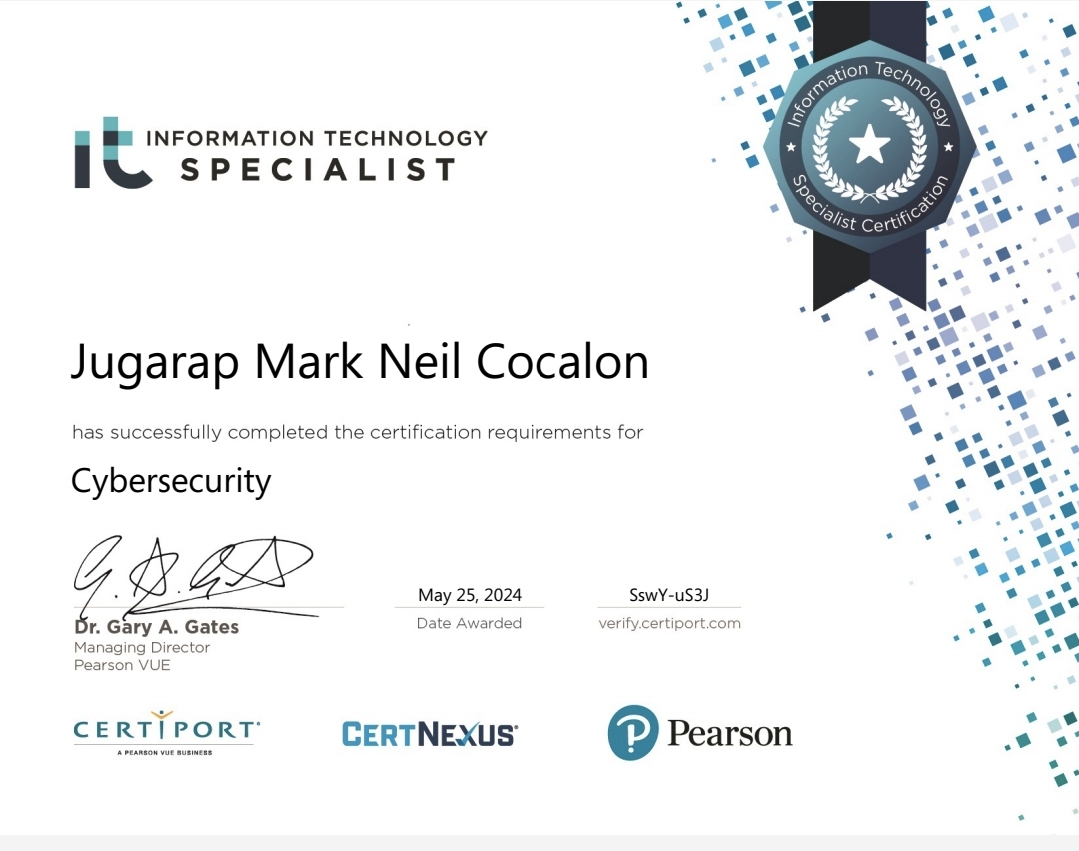 it INFORMATION TECHNOLOGY
SPECIALIST
Information Technology
Specialist Certification
Jugarap Mark Neil Cocalon
has successfully completed the certification requirements for
Cybersecurity
G. A. Gates
Dr. Gary A. Gates
Managing Director
Pearson VUE
May 25, 2024
Date Awarded
SswY-uS3J
verify.certiport.com
CERTIPORT®
A PEARSON VUE BUSINESS
CERTNEXUS®
P Pearson